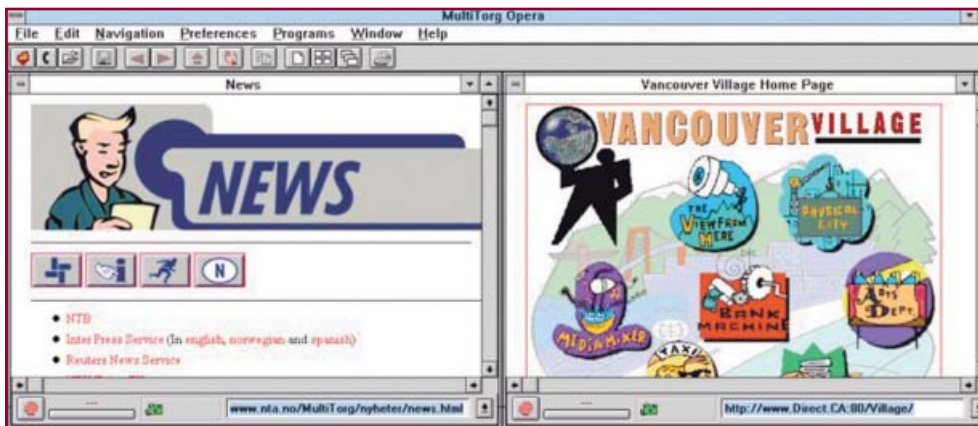 MultiTorg Opera
File Edit Navigation Preferences Programs Window Help
News
NEWS
N
NTB
Inter Press Service (In english, norwegian and spanish)
Reuters News Service
www.nta.no/MultiTorg/nyheter/news.html
Vancouver Village Home Page
VANCOUVER VILLAGE
THE VIEW FROM HERE
PHYSICAL CITY
MEDIA MIXER
BANK MACHINE
ARTS DEPT.
TAXI
http://www.Direct.CA:80/Village/